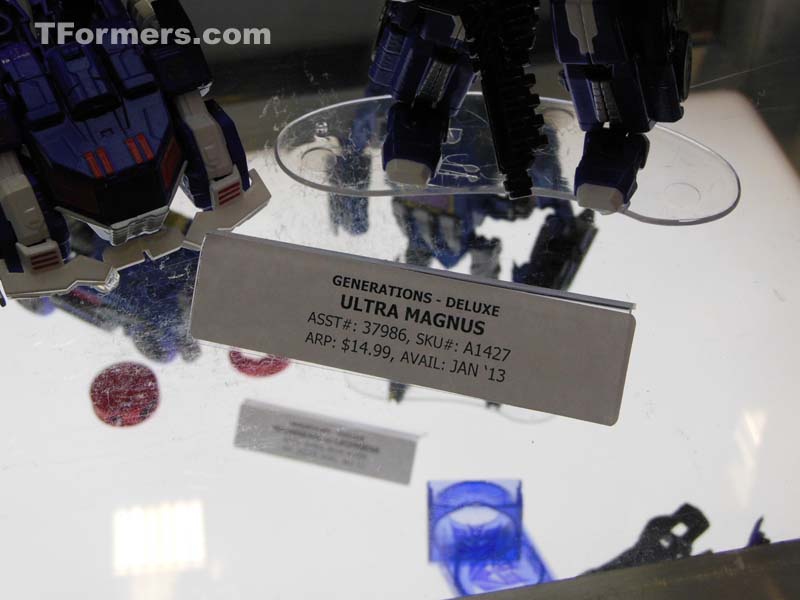 TFormers.com
GENERATIONS - DELUXE
ULTRA MAGNUS
ASST#: 37986, SKU#: A1427
ARP: $14.99, AVAIL: JAN '13